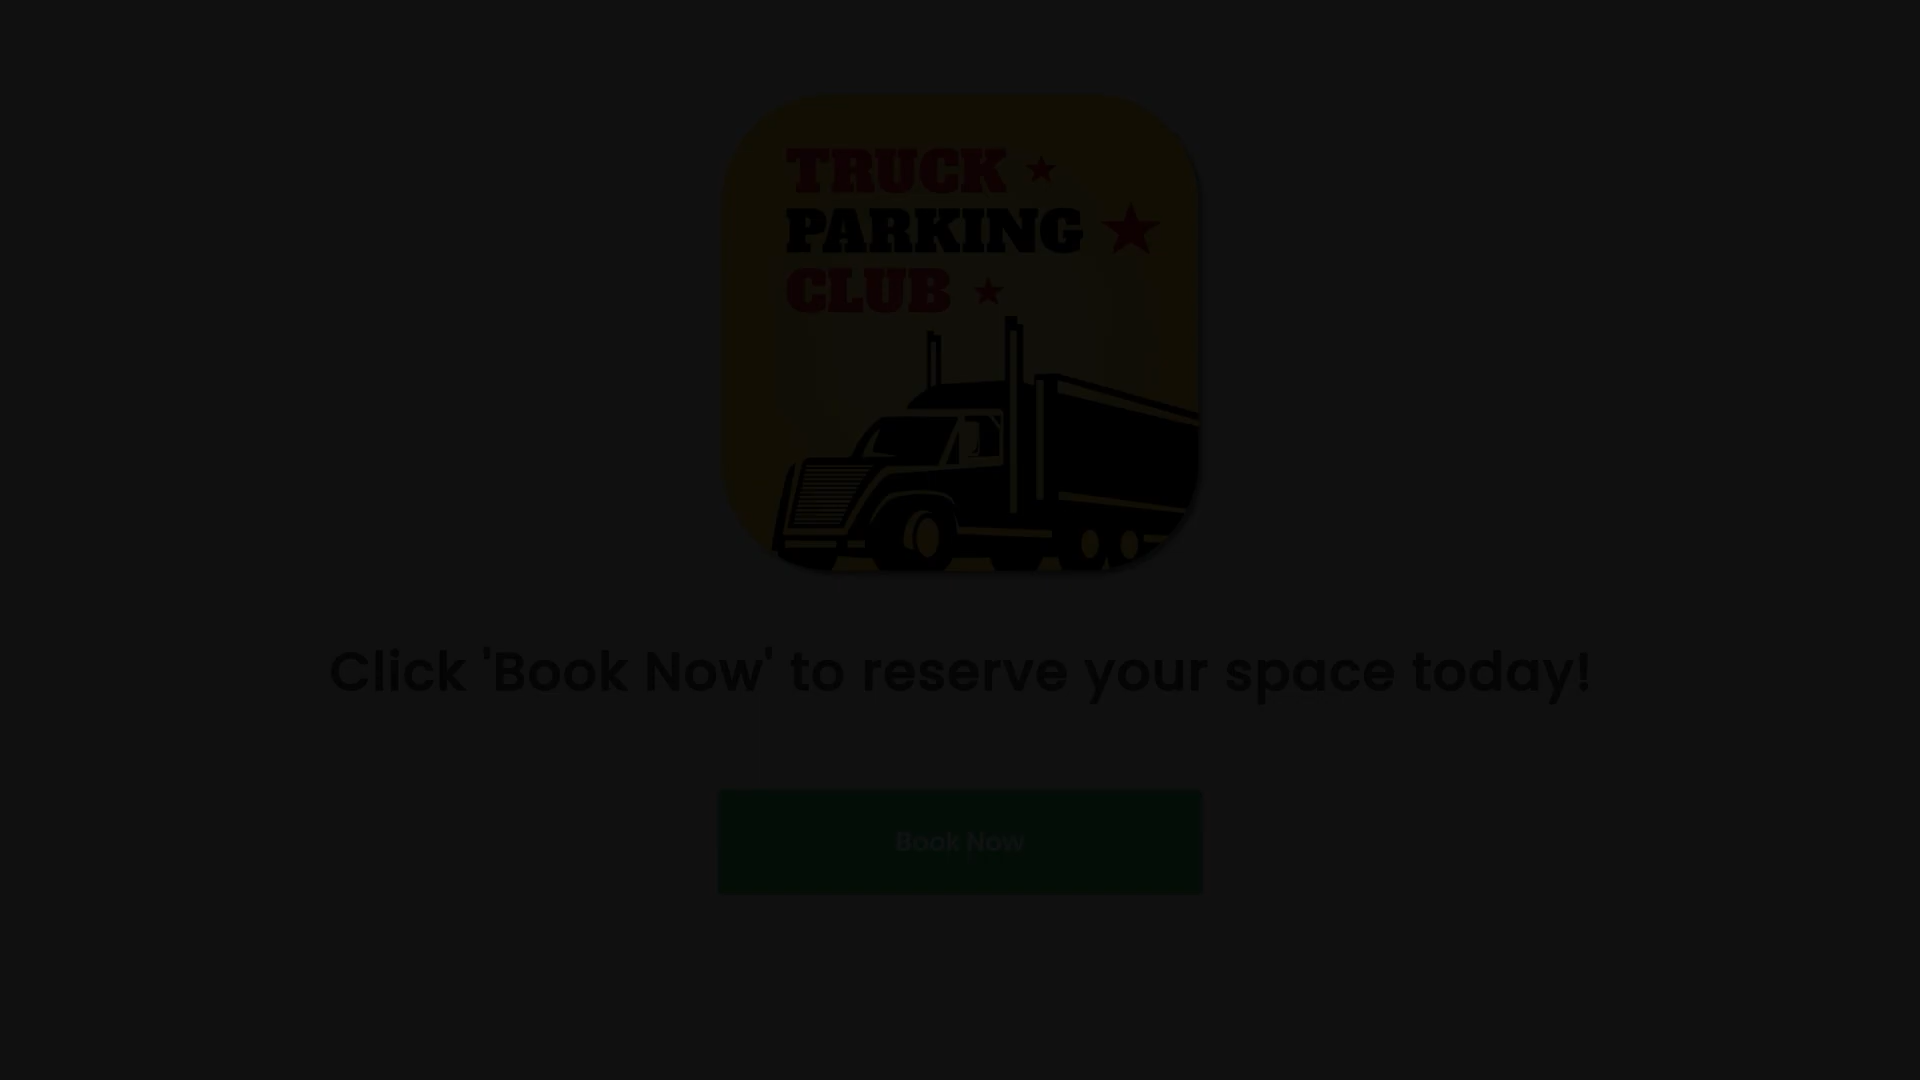 TRUCK
PARKING
CLUB
Click 'Book Now' to reserve your space today!
Book Now